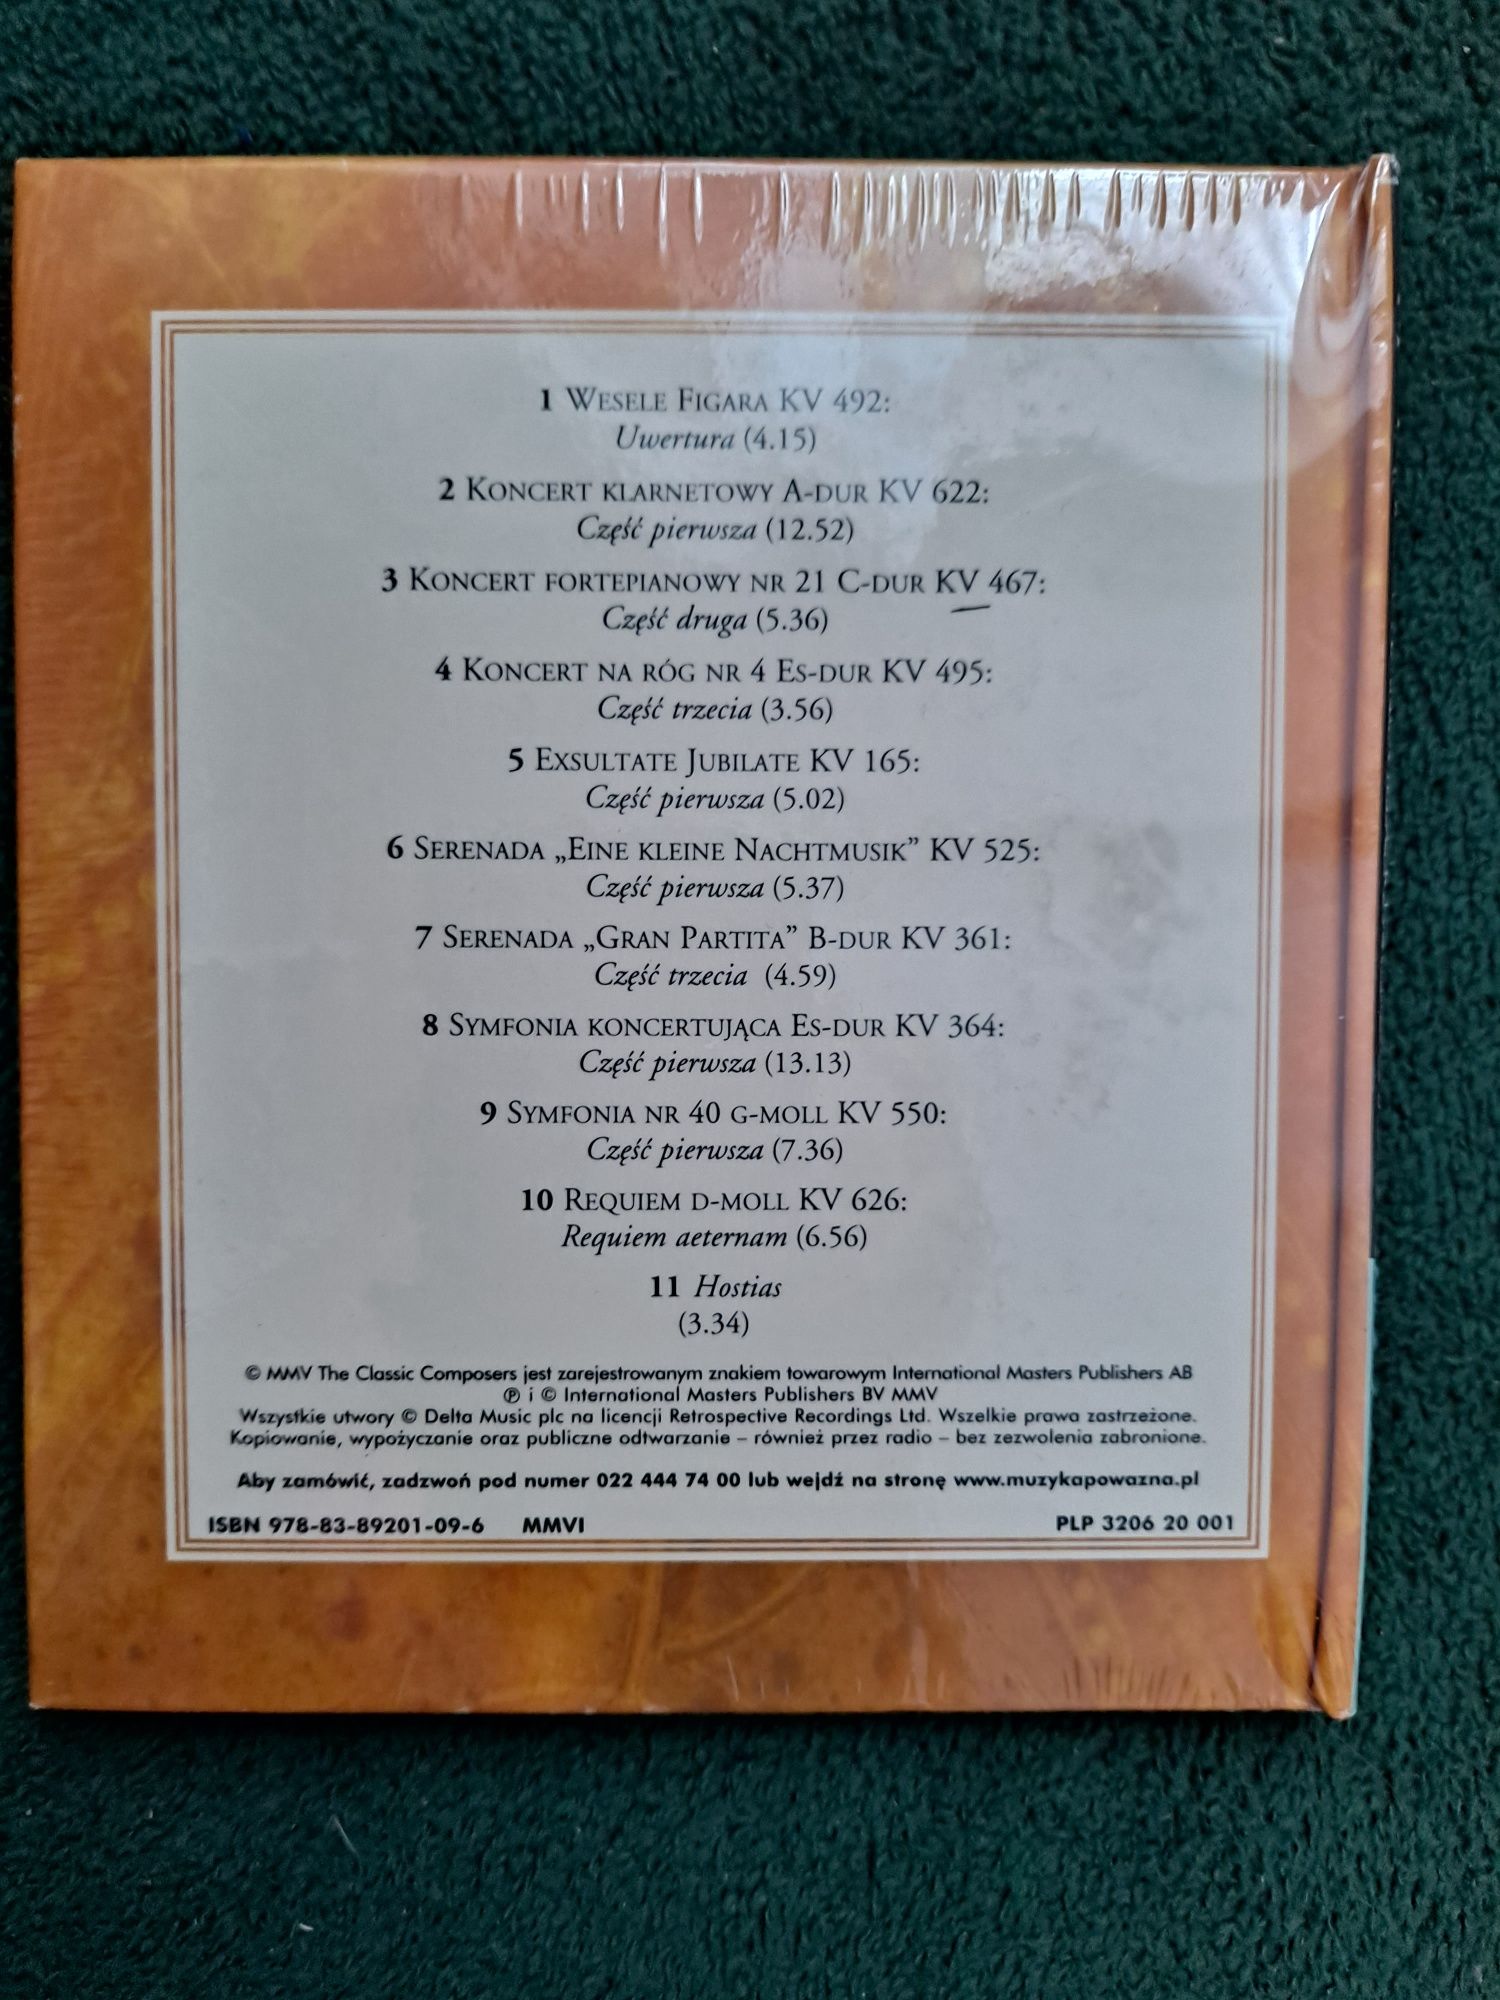 1 WESELE FIGARA KV 492:
Uwertura (4.15)
2 KONCERT KLARNETOWY A-DUR KV 622:
Część pierwsza (12.52)
3 KONCERT FORTEPIANOWY NR 21 C-DUR KV 467:
Część druga (5.36)
4 KONCERT NA RÓG NR 4 ES-DUR KV 495:
Część trzecia (3.56)
5 EXSULTATE JUBILATE KV 165:
Część pierwsza (5.02)
6 SERENADA „EINE KLEINE NACHTMUSIK” KV 525:
Część pierwsza (5.37)
7 SERENADA „GRAN PARTITA” B-DUR KV 361:
Część trzecia (4.59)
8 SYMFONIA KONCERTUJĄCA ES-DUR KV 364:
Część pierwsza (13.13)
9 SYMFONIA NR 40 G-MOLL KV 550:
Część pierwsza (7.36)
10 REQUIEM D-MOLL KV 626:
Requiem aeternam (6.56)
11 Hostias
(3.34)
© MMV The Classic Composers jest zarejestrowanym znakiem towarowym International Masters Publishers AB
℗ i © International Masters Publishers BV MMV
Wszystkie utwory © Delta Music plc na licencji Retrospective Recordings Ltd. Wszelkie prawa zastrzeżone.
Kopiowanie, wypożyczanie oraz publiczne odtwarzanie – również przez radio – bez zezwolenia zabronione.
Aby zamówić, zadzwoń pod numer 022 444 74 00 lub wejdź na stronę www.muzykapowazna.pl
ISBN 978-83-89201-09-6 MMVI PLP 3206 20 001